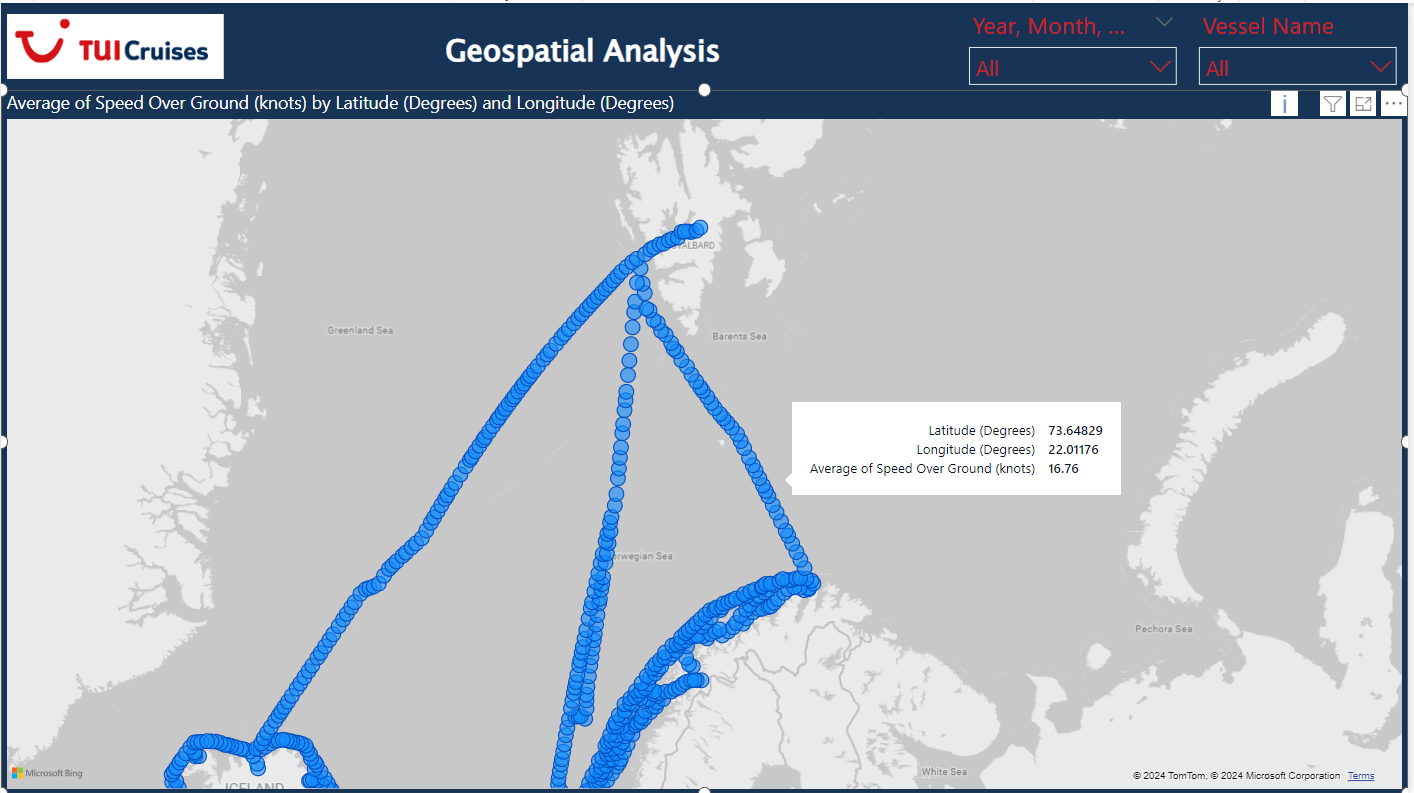 TUI Cruises
Geospatial Analysis
Year, Month, ...
All
Vessel Name
All
Average of Speed Over Ground (knots) by Latitude (Degrees) and Longitude (Degrees)
i
SVALBARD
Greenland Sea
Barents Sea
Latitude (Degrees) 73.64829
Longitude (Degrees) 22.01176
Average of Speed Over Ground (knots) 16.76
rwegian Sea
Pechora Sea
White Sea
ICELAND
Microsoft Bing
© 2024 TomTom, © 2024 Microsoft Corporation Terms